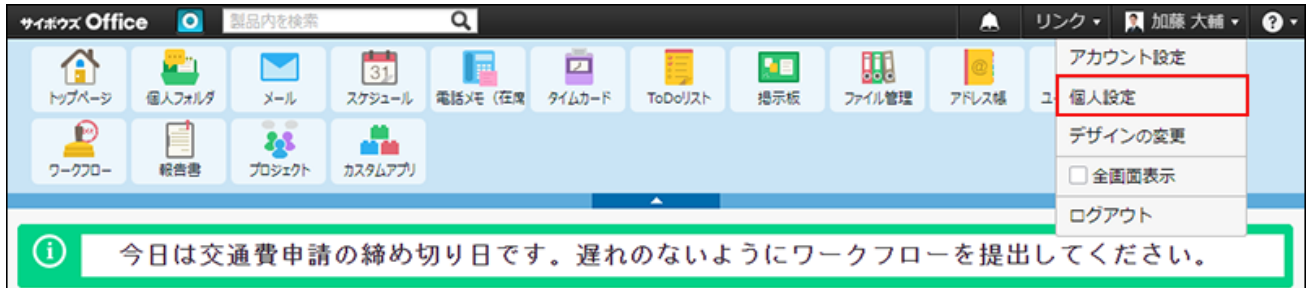 サイボウズ Office 製品内を検索 リンク 加藤 大輔 ?
トップページ 個人フォルダ メール スケジュール 電話メモ（在席 タイムカード ToDoリスト 掲示板 ファイル管理 アドレス帳 ユー
31
ワークフロー 報告書 プロジェクト カスタムアプリ
アカウント設定
個人設定
デザインの変更
全画面表示
ログアウト
今日は交通費申請の締め切り日です。遅れのないようにワークフローを提出してください。